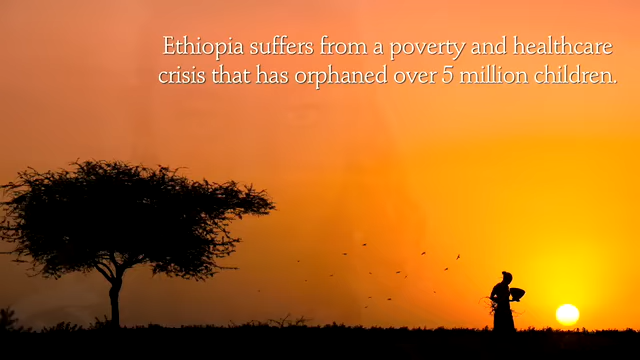 Ethiopia suffers from a poverty and healthcare
crisis that has orphaned over 5 million children.